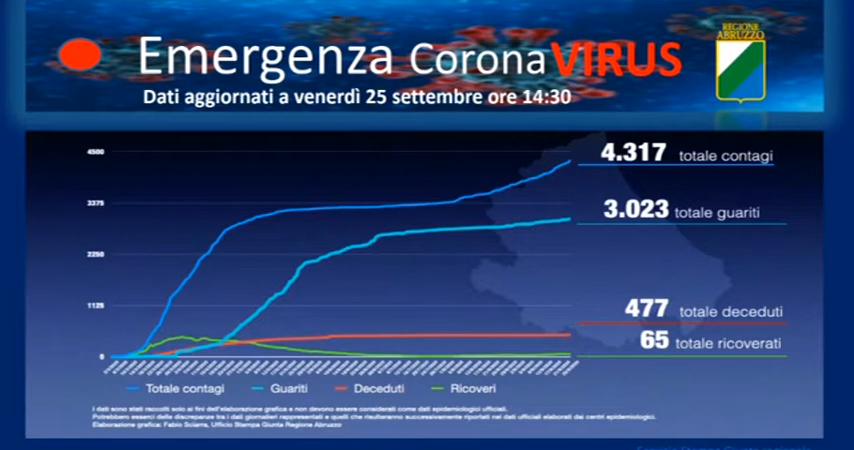 Emergenza CoronaVIRUS
REGIONE
ABRUZZO
Dati aggiornati a venerdì 25 settembre ore 14:30
4500
3375
2250
1125
0
4.317 totale contagi
3.023 totale guariti
477 totale deceduti
65 totale ricoverati
Totale contagi Guariti Deceduti Ricoveri
I dati sono stati raccolti solo ai fini dell'elaborazione grafica e non devono essere considerati come dati epidemiologici ufficiali.
Potrebbero esserci delle discrepanze tra i dati giornalieri rappresentati e quelli che risulteranno successivamente riportati nei dati ufficiali elaborati dai centri epidemiologici.
Elaborazione grafica: Fabio Sciarra, Ufficio Stampa Giunta Regione Abruzzo